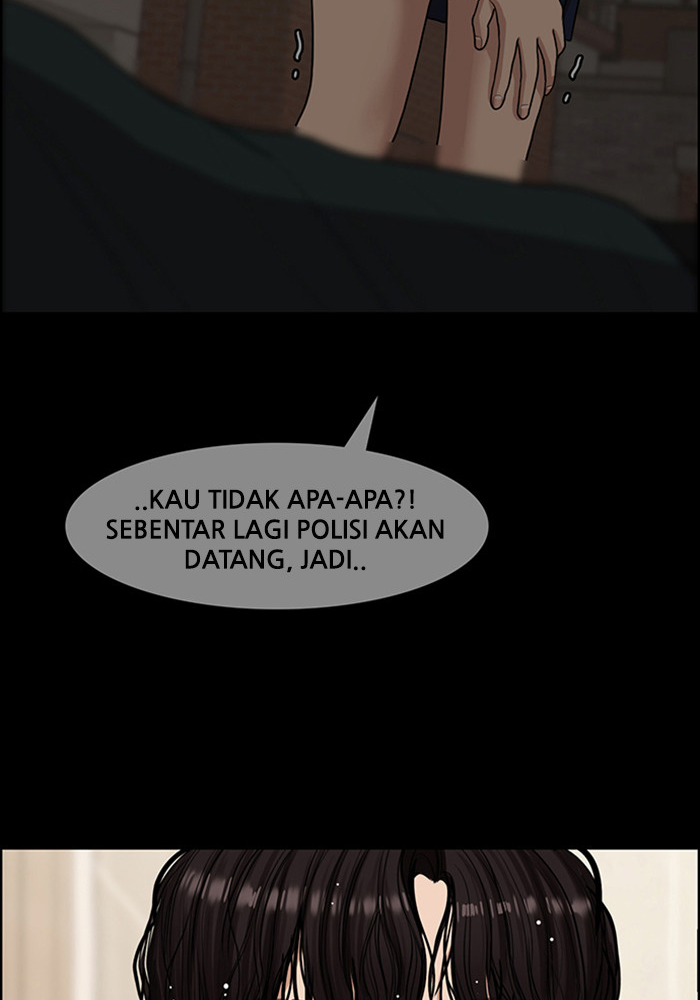 ..KAU TIDAK APA-APA?!
SEBENTAR LAGI POLISI AKAN
DATANG, JADI..